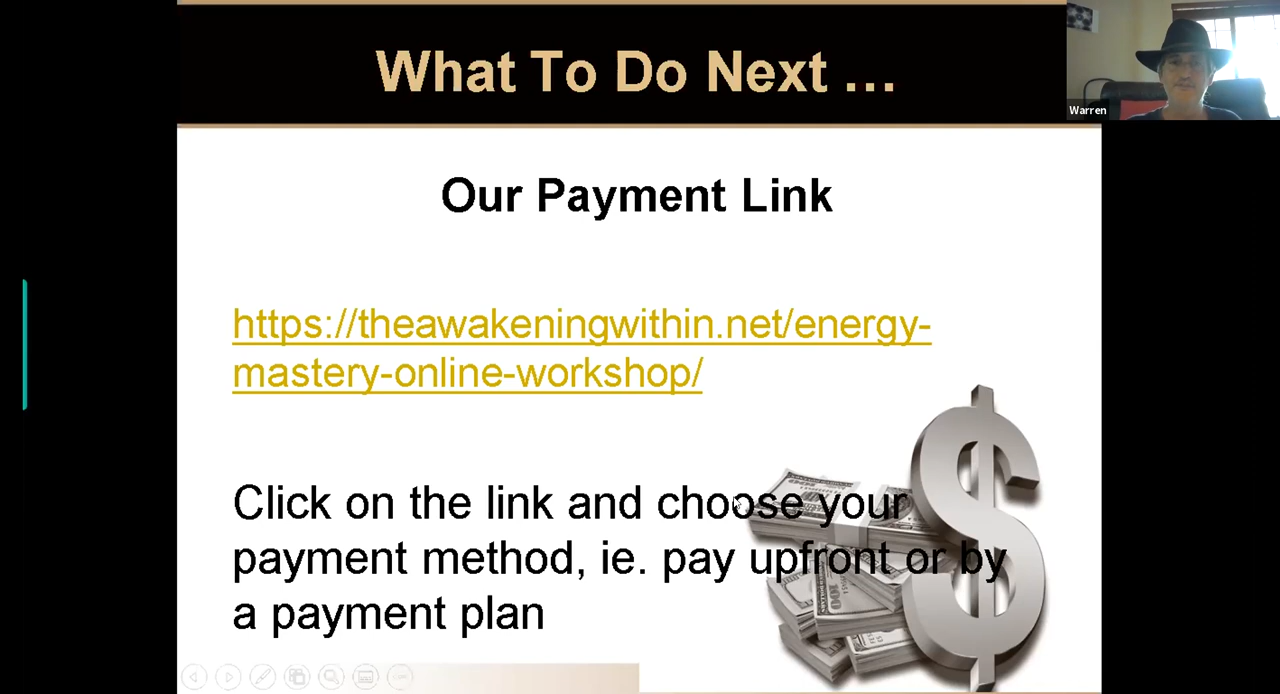 What To Do Next ...
Warren
Our Payment Link
https://theawakeningwithin.net/energy-
mastery-online-workshop/
Click on the link and choose your
payment method, ie. pay upfront or by
a payment plan
100